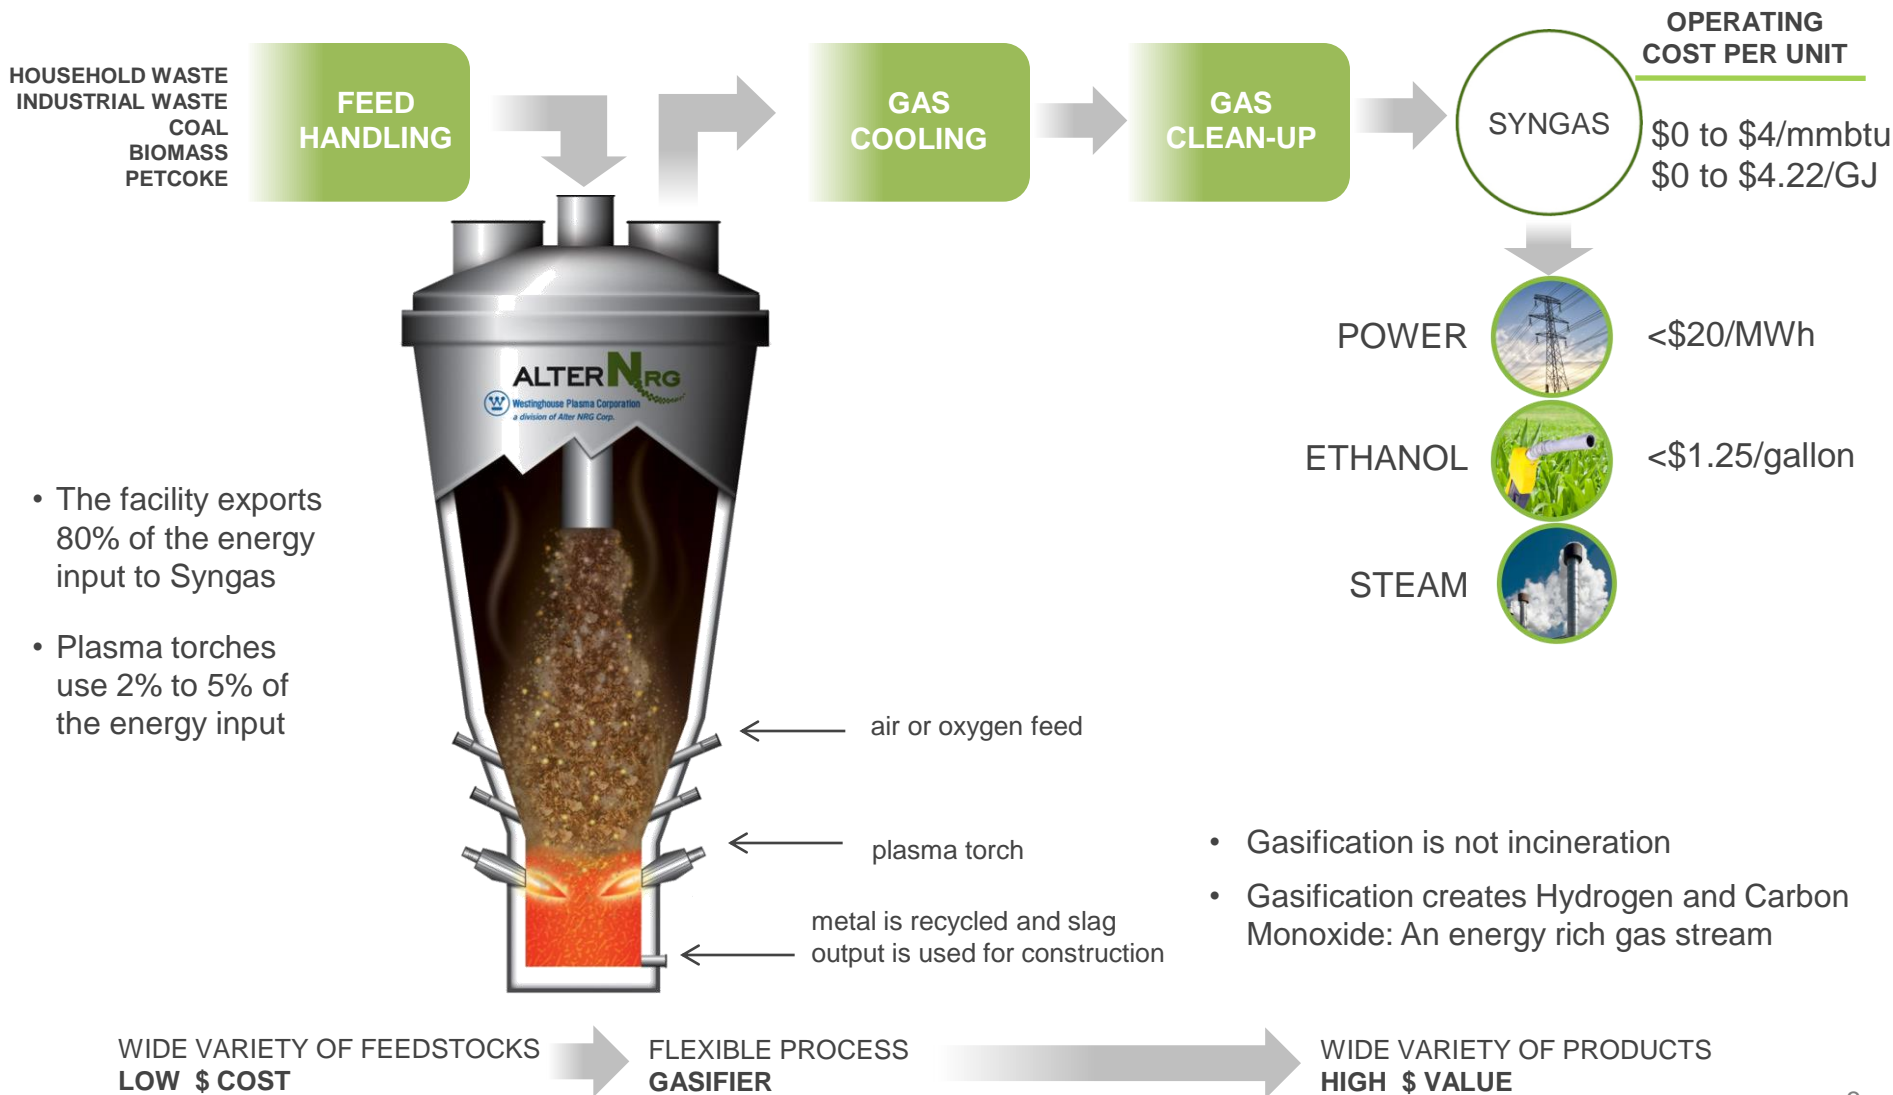 HOUSEHOLD WASTE
INDUSTRIAL WASTE
COAL
BIOMASS
PETCOKE
FEED
HANDLING
GAS
COOLING
GAS
CLEAN-UP
SYNGAS
OPERATING
COST PER UNIT
$0 to $4/mmbtu
$0 to $4.22/GJ
POWER
<$20/MWh
ETHANOL
<$1.25/gallon
STEAM
ALTER NRG
Westinghouse Plasma Corporation
a division of Alter NRG Corp.
• The facility exports
80% of the energy
input to Syngas
• Plasma torches
use 2% to 5% of
the energy input
air or oxygen feed
plasma torch
metal is recycled and slag
output is used for construction
• Gasification is not incineration
• Gasification creates Hydrogen and Carbon
Monoxide: An energy rich gas stream
WIDE VARIETY OF FEEDSTOCKS
LOW $ COST
FLEXIBLE PROCESS
GASIFIER
WIDE VARIETY OF PRODUCTS
HIGH $ VALUE